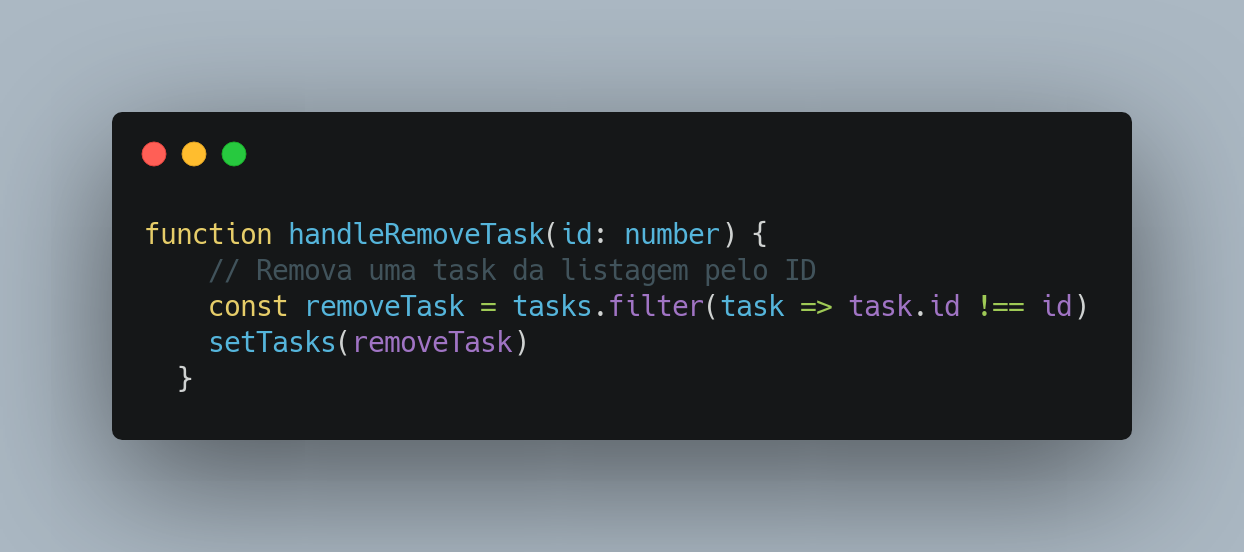 function handleRemoveTask(id: number) {
    // Remova uma task da listagem pelo ID
    const removeTask = tasks.filter(task => task.id !== id)
    setTasks(removeTask)
  }